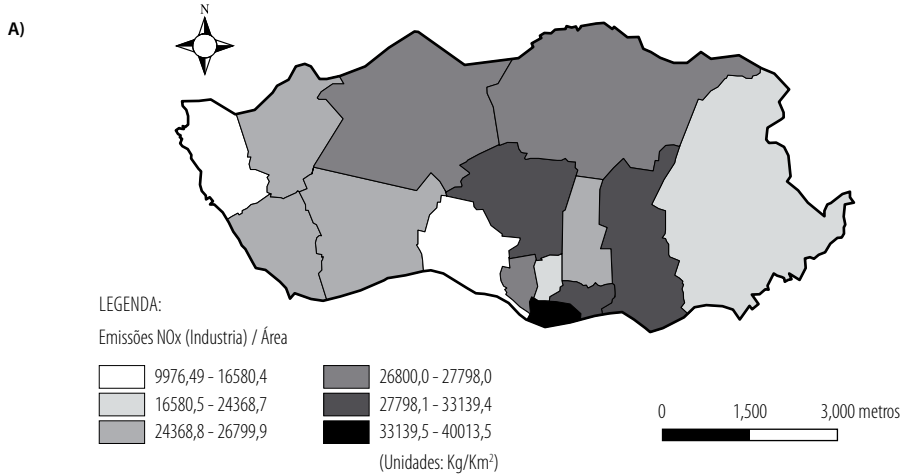 A)
N
LEGENDA:
Emissões NOx (Industria) / Área
9976,49 - 16580,4
16580,5 - 24368,7
24368,8 - 26799,9
26800,0 - 27798,0
27798,1 - 33139,4
33139,5 - 40013,5
(Unidades: Kg/Km²)
0 1,500 3,000 metros